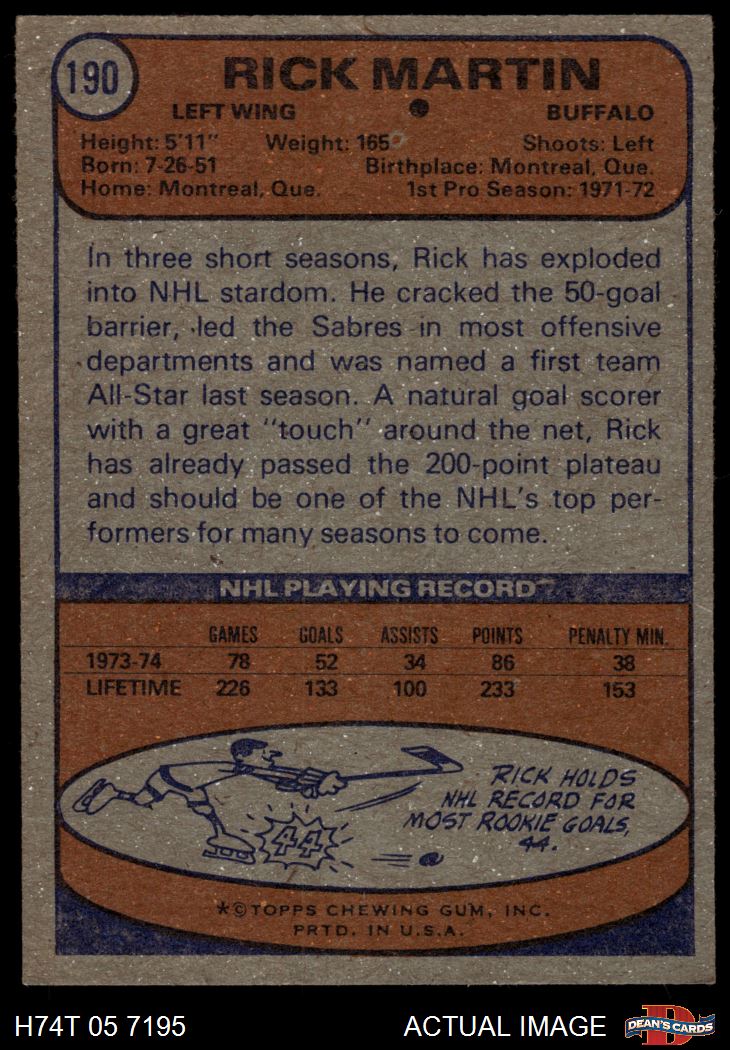 190 RICK MARTIN
LEFT WING BUFFALO
Height: 5'11" Weight: 165 Shoots: Left
Born: 7-26-51 Birthplace: Montreal, Que.
Home: Montreal, Que. 1st Pro Season: 1971-72
In three short seasons, Rick has exploded
into NHL stardom. He cracked the 50-goal
barrier, led the Sabres in most offensive
departments and was named a first team
All-Star last season. A natural goal scorer
with a great "touch" around the net, Rick
has already passed the 200-point plateau
and should be one of the NHL's top per-
formers for many seasons to come.
NHL PLAYING RECORD
GAMES GOALS ASSISTS POINTS PENALTY MIN.
1973-74 78 52 34 86 38
LIFETIME 226 133 100 233 153
44
RICK HOLDS
NHL RECORD FOR
MOST ROOKIE GOALS,
44.
*©TOPPS CHEWING GUM, INC.
PRTD. IN U.S.A.
H74T 05 7195 ACTUAL IMAGE D DEAN'S CARDS